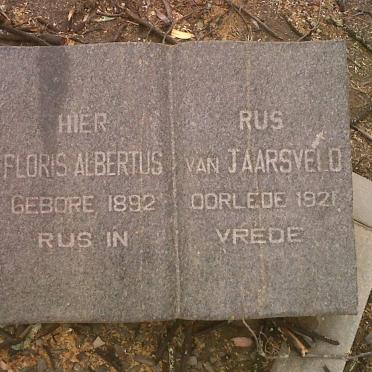 HIER RUS
FLORIS ALBERTUS VAN JAARSVELD
GEBORE 1892 OORLEDE 1921
RUS IN VREDE